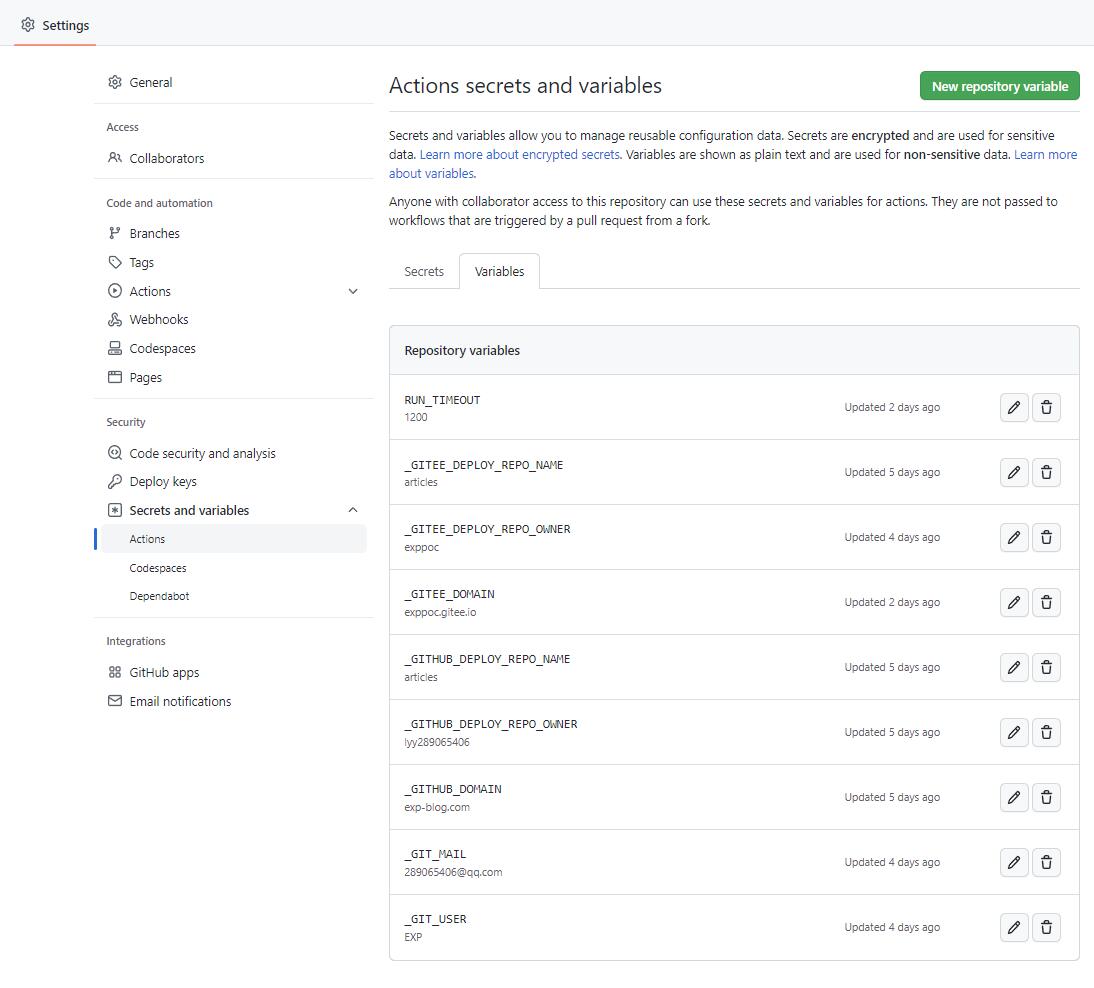 Settings
General
Access
Collaborators
Code and automation
Branches
Tags
Actions
Webhooks
Codespaces
Pages
Security
Code security and analysis
Deploy keys
Secrets and variables
Actions
Codespaces
Dependabot
Integrations
GitHub apps
Email notifications
Actions secrets and variables
New repository variable
Secrets and variables allow you to manage reusable configuration data. Secrets are encrypted and are used for sensitive
data. Learn more about encrypted secrets. Variables are shown as plain text and are used for non-sensitive data. Learn more
about variables.
Anyone with collaborator access to this repository can use these secrets and variables for actions. They are not passed to
workflows that are triggered by a pull request from a fork.
Secrets
Variables
Repository variables
RUN_TIMEOUT
1200
Updated 2 days ago
_GITEE_DEPLOY_REPO_NAME
articles
Updated 5 days ago
_GITEE_DEPLOY_REPO_OWNER
exppoc
Updated 4 days ago
_GITEE_DOMAIN
exppoc.gitee.io
Updated 2 days ago
_GITHUB_DEPLOY_REPO_NAME
articles
Updated 5 days ago
_GITHUB_DEPLOY_REPO_OWNER
lyy289065406
Updated 5 days ago
_GITHUB_DOMAIN
exp-blog.com
Updated 5 days ago
_GIT_MAIL
289065406@qq.com
Updated 4 days ago
_GIT_USER
EXP
Updated 4 days ago